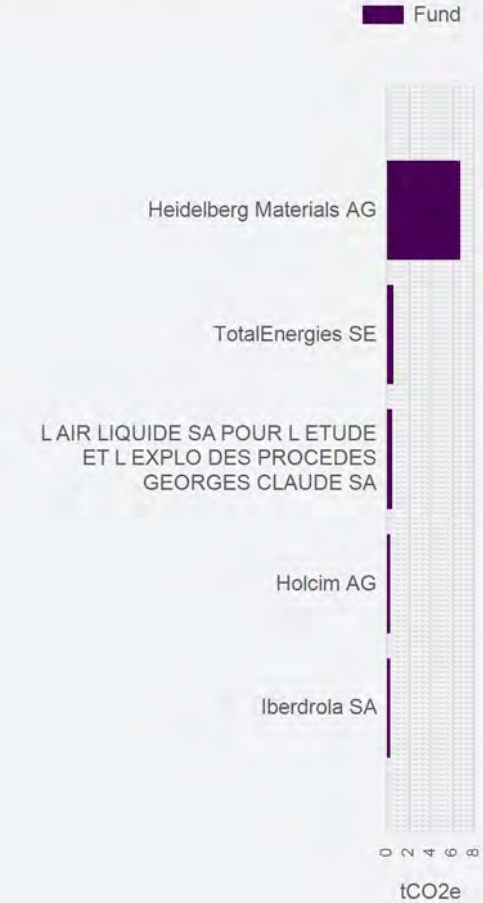 Fund
Heidelberg Materials AG
TotalEnergies SE
L AIR LIQUIDE SA POUR L ETUDE
ET L EXPLO DES PROCEDES
GEORGES CLAUDE SA
Holcim AG
Iberdrola SA
0 2 4 6 8
tCO2e